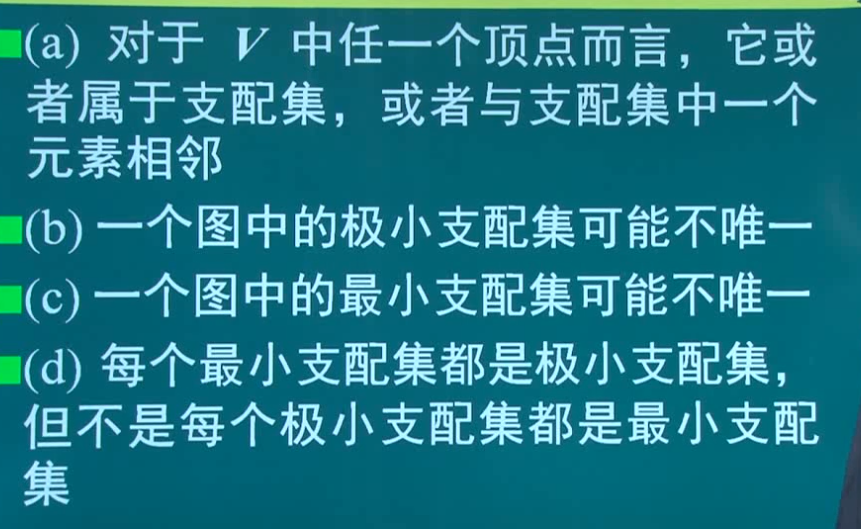 (a) 对于 V 中任一个顶点而言，它或
者属于支配集，或者与支配集中一个
元素相邻
(b) 一个图中的极小支配集可能不唯一
(c) 一个图中的最小支配集可能不唯一
(d) 每个最小支配集都是极小支配集，
但不是每个极小支配集都是最小支配
集